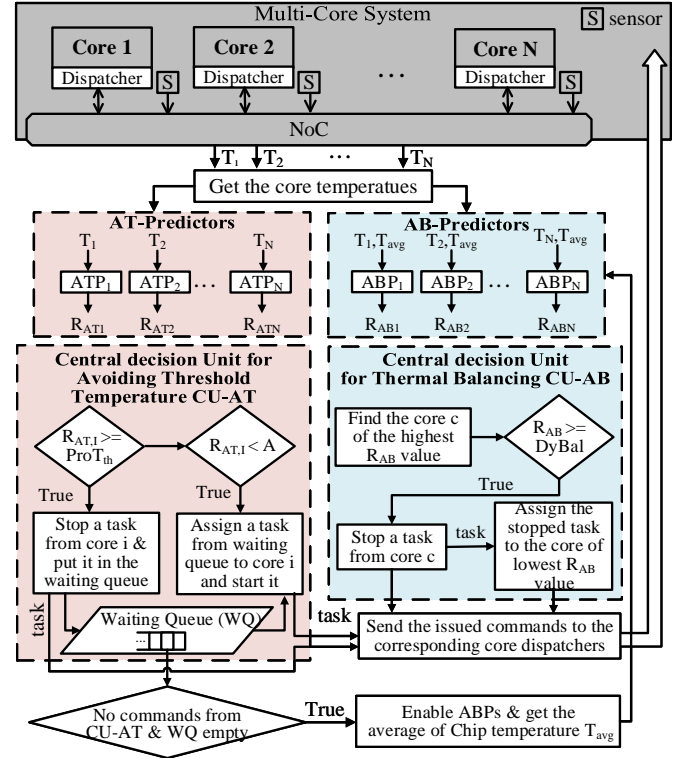 Multi-Core System
S sensor
Core 1
Core 2
Core N
Dispatcher
S
Dispatcher
S
...
Dispatcher
S
NoC
T1
T2
...
TN
Get the core temperatues
AT-Predictors
T1
T2
TN
ATP1
ATP2
...
ATPN
RAT1
RAT2
RATN
AB-Predictors
T1,Tavg
T2,Tavg
TN,Tavg
ABP1
ABP2
...
ABPN
RAB1
RAB2
RABN
Central decision Unit for
Avoiding Threshold
Temperature CU-AT
RAT,I >=
ProTth
RAT,I < A
True
True
Stop a task
from core i &
put it in the
waiting queue
Assign a task
from waiting
queue to core i
and start it
task
Waiting Queue (WQ)
...
Central decision Unit
for Thermal Balancing CU-AB
Find the core c
of the highest
RAB value
RAB >=
DyBal
True
Stop a task
from core c
task
Assign the
stopped task
to the core of
lowest RAB
value
task
Send the issued commands to the
corresponding core dispatchers
No commands from
CU-AT & WQ empty
True
Enable ABPs & get the
average of Chip temperature Tavg